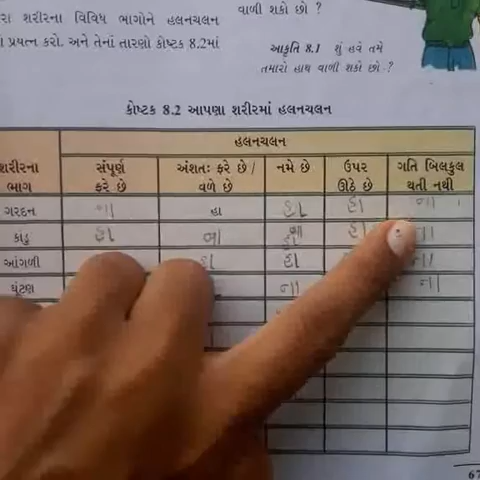 વાળી શકો છો ?
રા શરીરના વિવિધ ભાગોને હલનચલન
પ્રયત્ન કરો. અને તેનાં તારણો કોષ્ટક 8.2માં
આકૃતિ 8.1 શું હવે તમે
તમારો હાથ વાળી શકો છો ?
કોષ્ટક 8.2 આપણા શરીરમાં હલનચલન
હલનચલન
શરીરના ભાગ સંપૂર્ણ ફરે છે અંશતઃ ફરે છે / વળે છે નમે છે ઉપર ઊઠે છે ગતિ બિલકુલ થતી નથી
ગરદન ના હા હા હા ના
કાંડુ હા ના હા હા ના
આંગળી હા હા ના
ઘૂંટણ ના ના
67